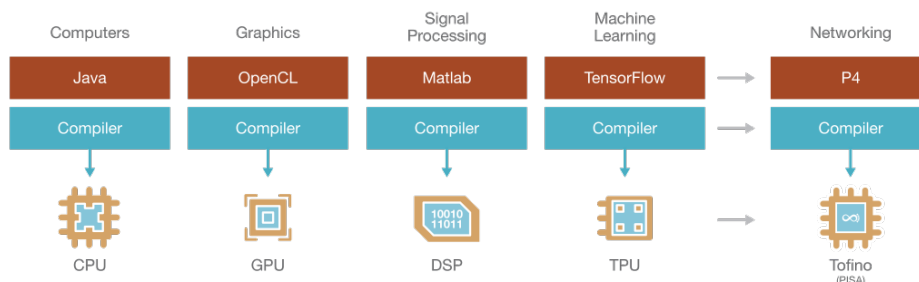 Computers
Graphics
Signal
Processing
Machine
Learning
Networking
Java
OpenCL
Matlab
TensorFlow
P4
Compiler
Compiler
Compiler
Compiler
Compiler
10010
11011
CPU
GPU
DSP
TPU
Tofino
(PISA)